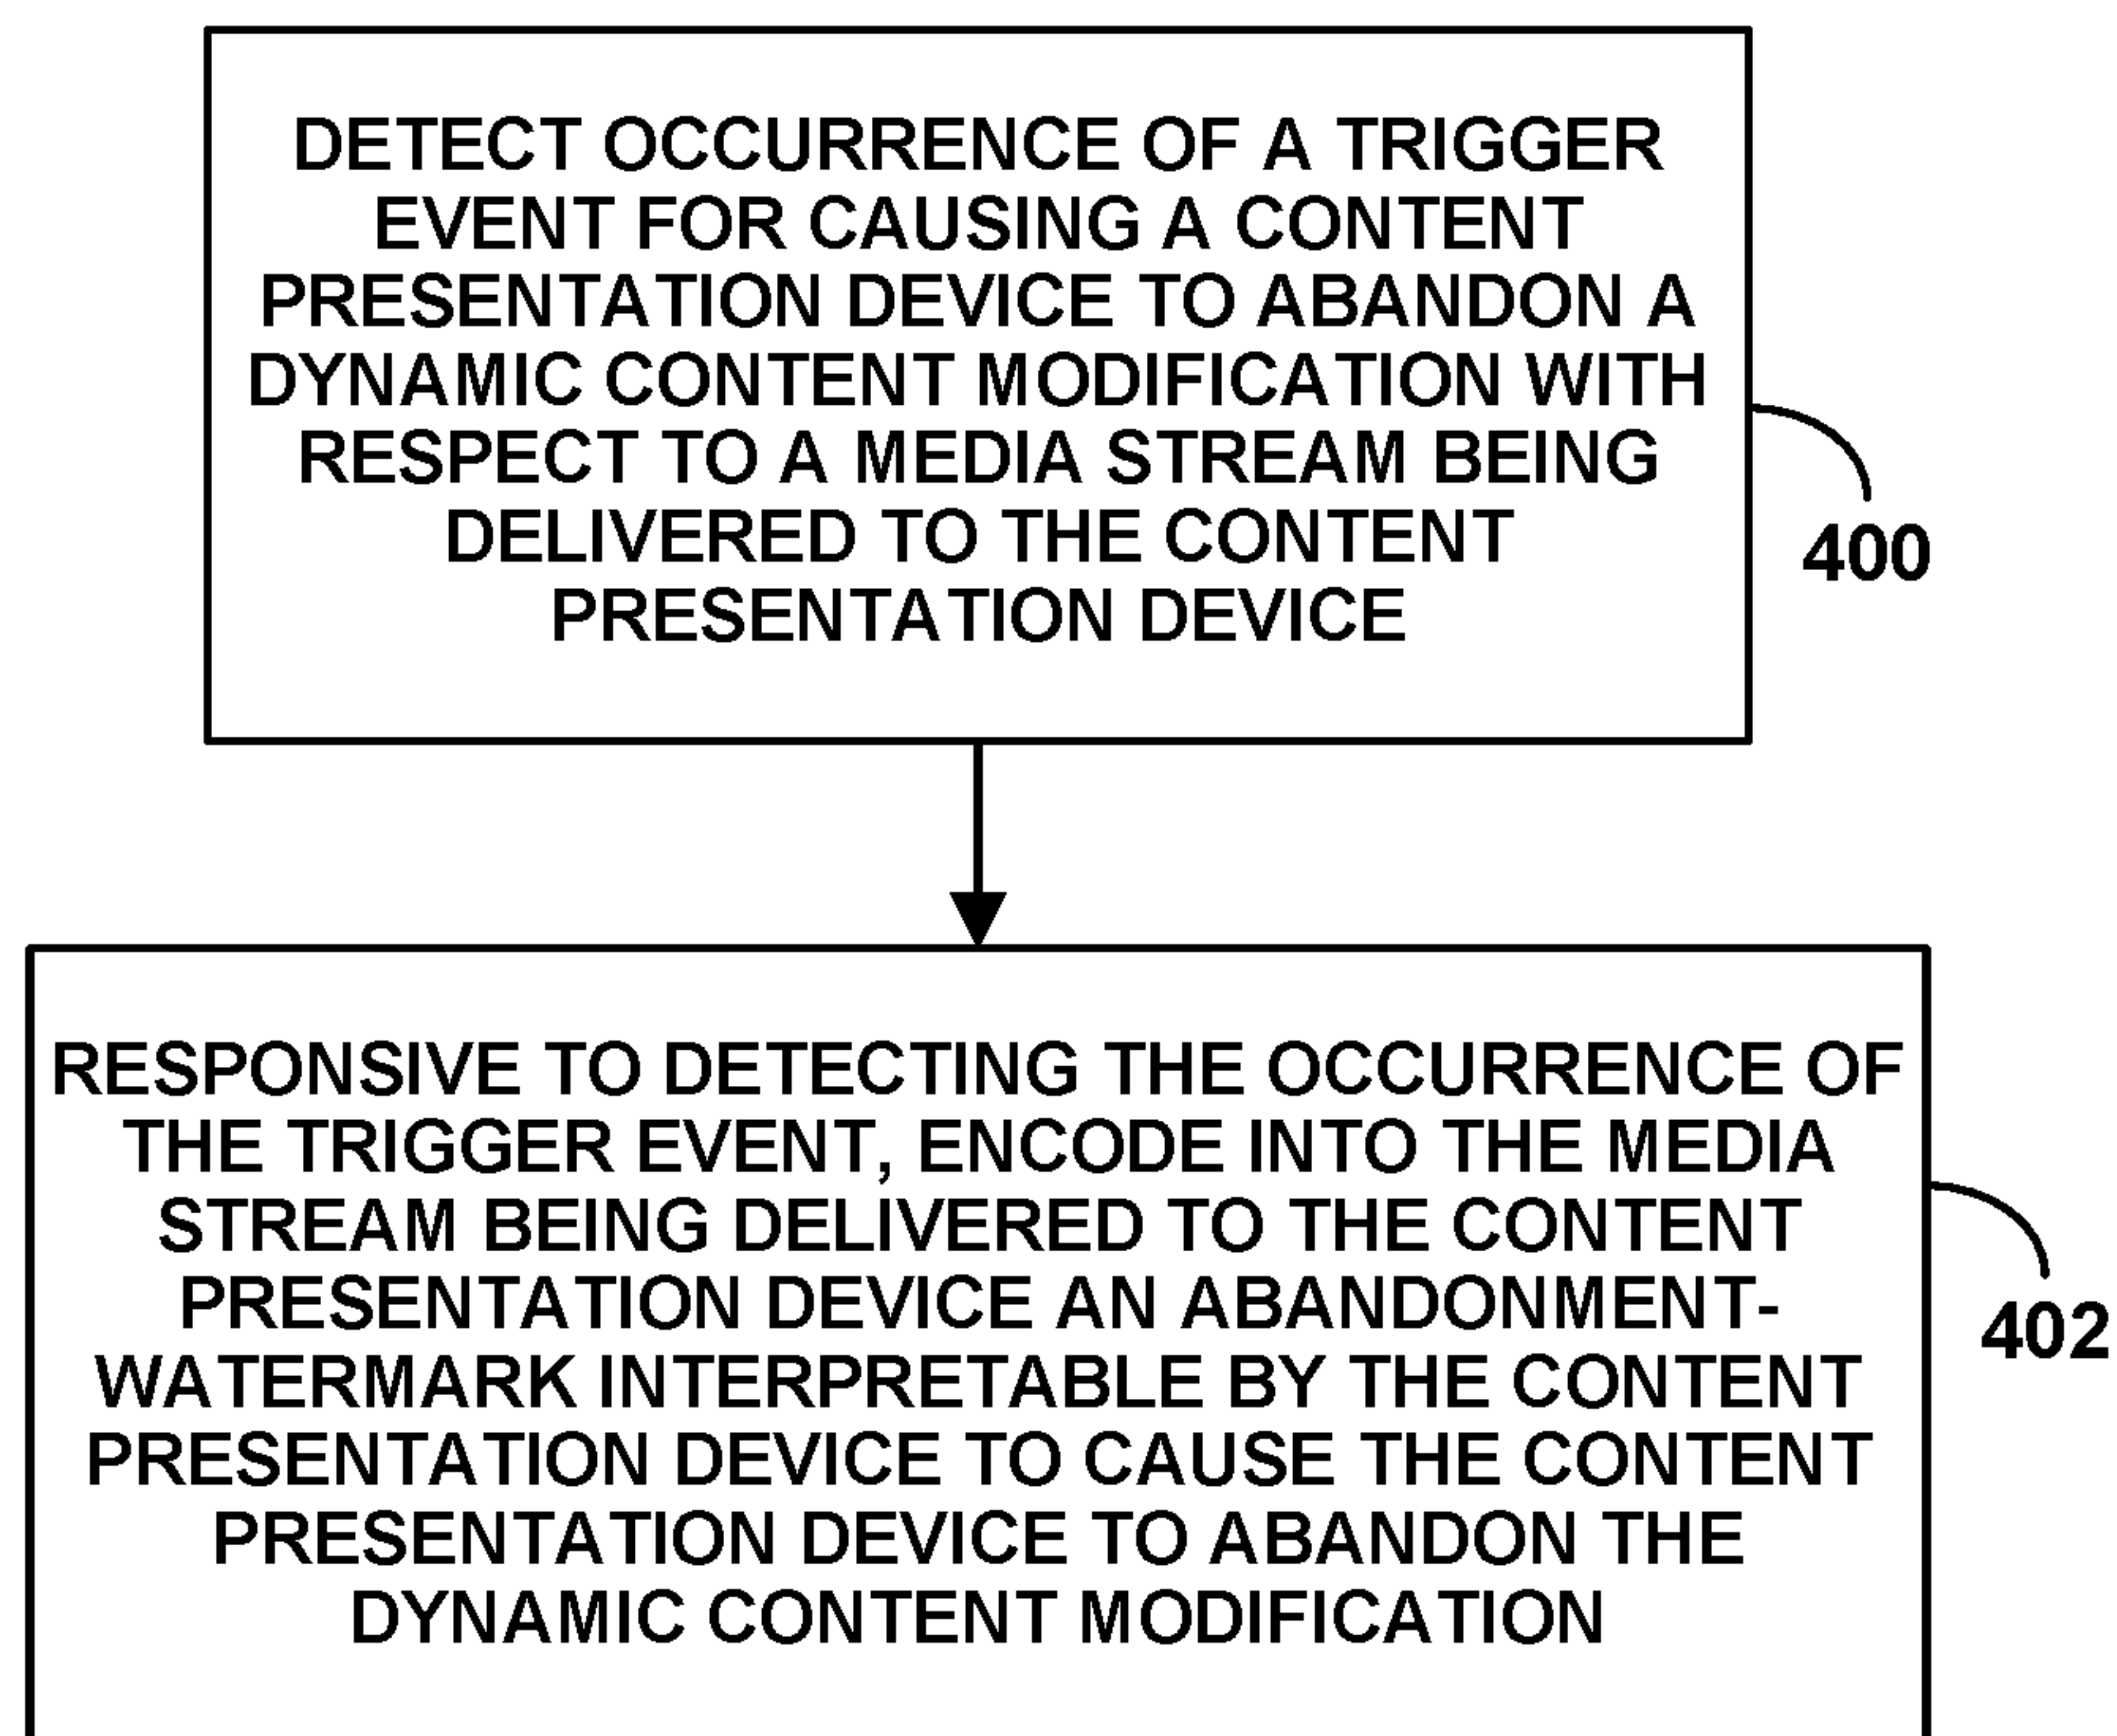 DETECT OCCURRENCE OF A TRIGGER
EVENT FOR CAUSING A CONTENT
PRESENTATION DEVICE TO ABANDON A
DYNAMIC CONTENT MODIFICATION WITH
RESPECT TO A MEDIA STREAM BEING
DELIVERED TO THE CONTENT
PRESENTATION DEVICE
400
RESPONSIVE TO DETECTING THE OCCURRENCE OF
THE TRIGGER EVENT, ENCODE INTO THE MEDIA
STREAM BEING DELIVERED TO THE CONTENT
PRESENTATION DEVICE AN ABANDONMENT-
WATERMARK INTERPRETABLE BY THE CONTENT
PRESENTATION DEVICE TO CAUSE THE CONTENT
PRESENTATION DEVICE TO ABANDON THE
DYNAMIC CONTENT MODIFICATION
402